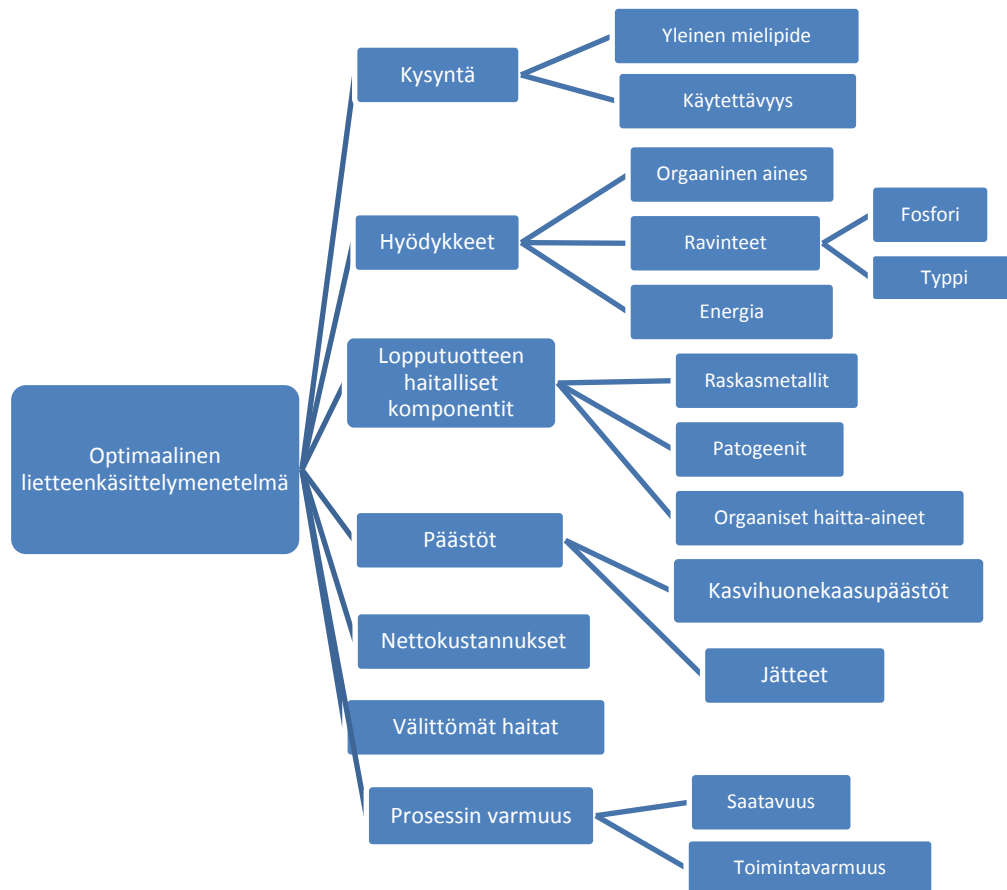 Optimaalinen
lietteenkäsittelymenetelmä
Kysyntä
Yleinen mielipide
Käytettävyys
Hyödykkeet
Orgaaninen aines
Ravinteet
Fosfori
Typpi
Energia
Lopputuotteen
haitalliset
komponentit
Raskasmetallit
Patogeenit
Orgaaniset haitta-aineet
Päästöt
Kasvihuonekaasupäästöt
Jätteet
Nettokustannukset
Välittömät haitat
Prosessin varmuus
Saatavuus
Toimintavarmuus